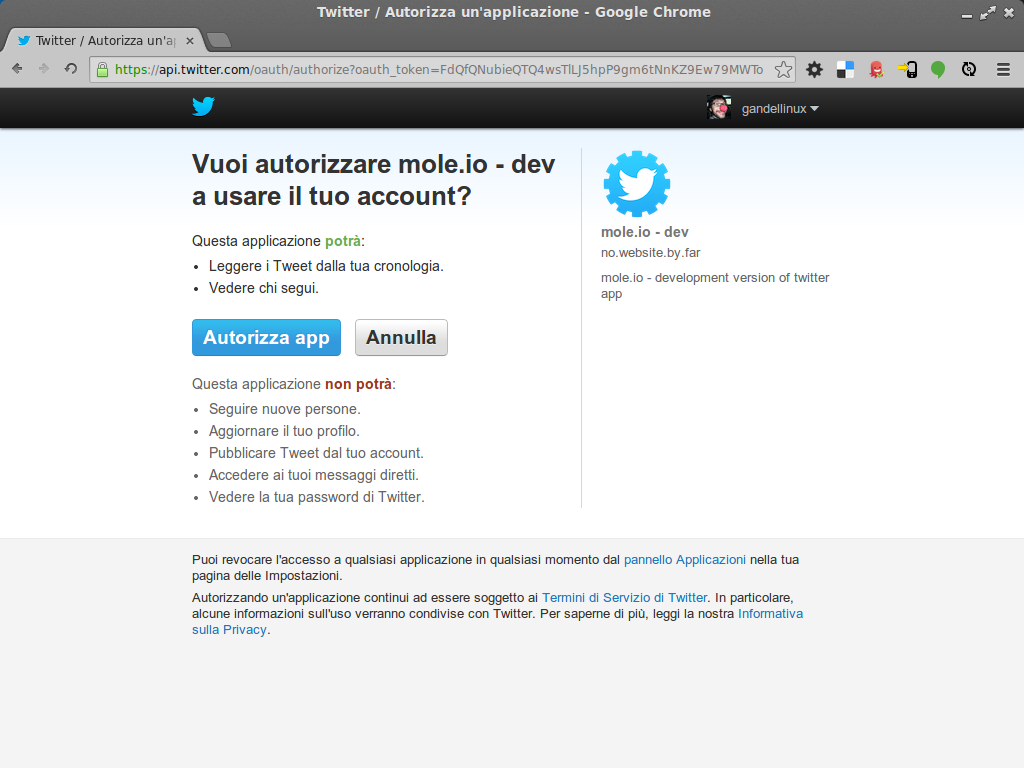 Twitter / Autorizza un'applicazione - Google Chrome
Twitter / Autorizza un'a
https://api.twitter.com/oauth/authorize?oauth_token=FdQfQNubieQTQ4wsTlLJ5hpP9gm6tNnKZ9Ew79MWTo
gandellinux
Vuoi autorizzare mole.io - dev
a usare il tuo account?
Questa applicazione potrà:
• Leggere i Tweet dalla tua cronologia.
• Vedere chi segui.
Autorizza app
Annulla
Questa applicazione non potrà:
• Seguire nuove persone.
• Aggiornare il tuo profilo.
• Pubblicare Tweet dal tuo account.
• Accedere ai tuoi messaggi diretti.
• Vedere la tua password di Twitter.
mole.io - dev
no.website.by.far
mole.io - development version of twitter
app
Puoi revocare l'accesso a qualsiasi applicazione in qualsiasi momento dal pannello Applicazioni nella tua
pagina delle Impostazioni.
Autorizzando un'applicazione continui ad essere soggetto ai Termini di Servizio di Twitter. In particolare,
alcune informazioni sull'uso verranno condivise con Twitter. Per saperne di più, leggi la nostra Informativa
sulla Privacy.